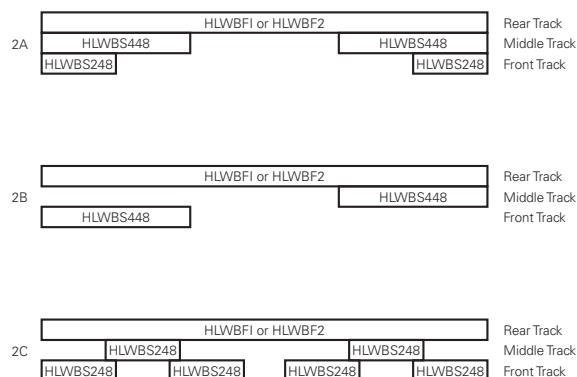 HLWBFI or HLWBF2 Rear Track
2A HLWBS448 HLWBS448 Middle Track
HLWBS248 HLWBS248 Front Track
HLWBFI or HLWBF2 Rear Track
2B HLWBS448 Middle Track
HLWBS448 Front Track
HLWBFI or HLWBF2 Rear Track
2C HLWBS248 HLWBS248 Middle Track
HLWBS248 HLWBS248 HLWBS248 HLWBS248 Front Track